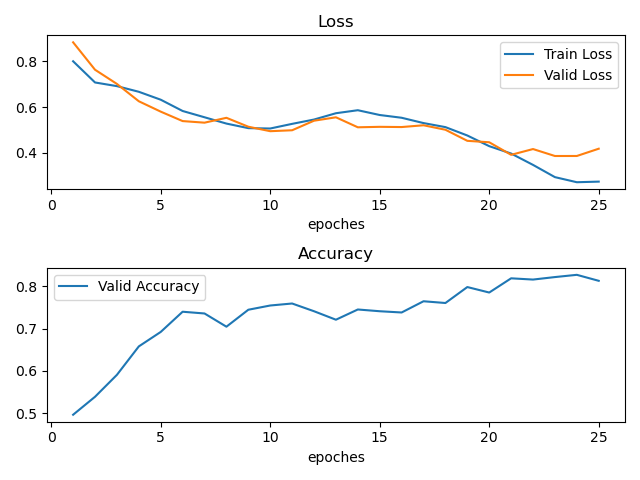 Loss
Train Loss
Valid Loss
0.8
0.6
0.4
0 5 10 15 20 25
epoches
Accuracy
Valid Accuracy
0.8
0.7
0.6
0.5
0 5 10 15 20 25
epoches